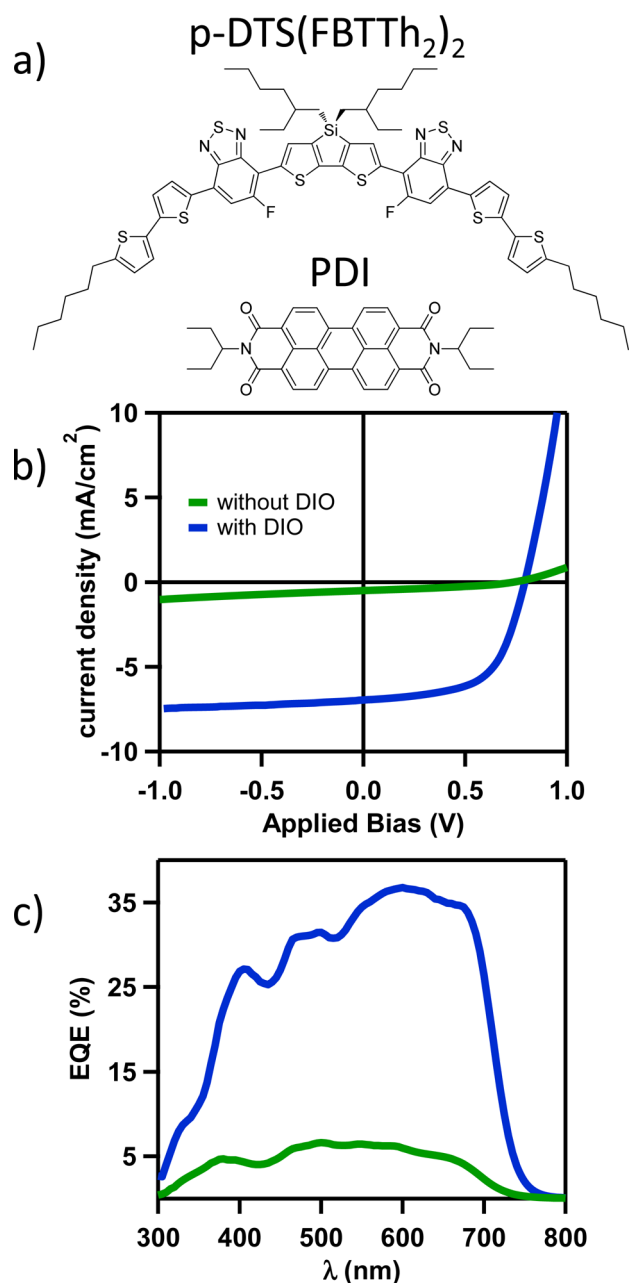 p-DTS(FBTTh₂)₂
a)
Si
N S N
N S N
S S
F
F
S
S
S
S
PDI
O O
N N
O O
b)
10
5
0
-5
-10
current density (mA/cm²)
without DIO
with DIO
-1.0 -0.5 0.0 0.5 1.0
Applied Bias (V)
c)
35
25
15
5
EQE (%)
300 400 500 600 700 800
λ (nm)